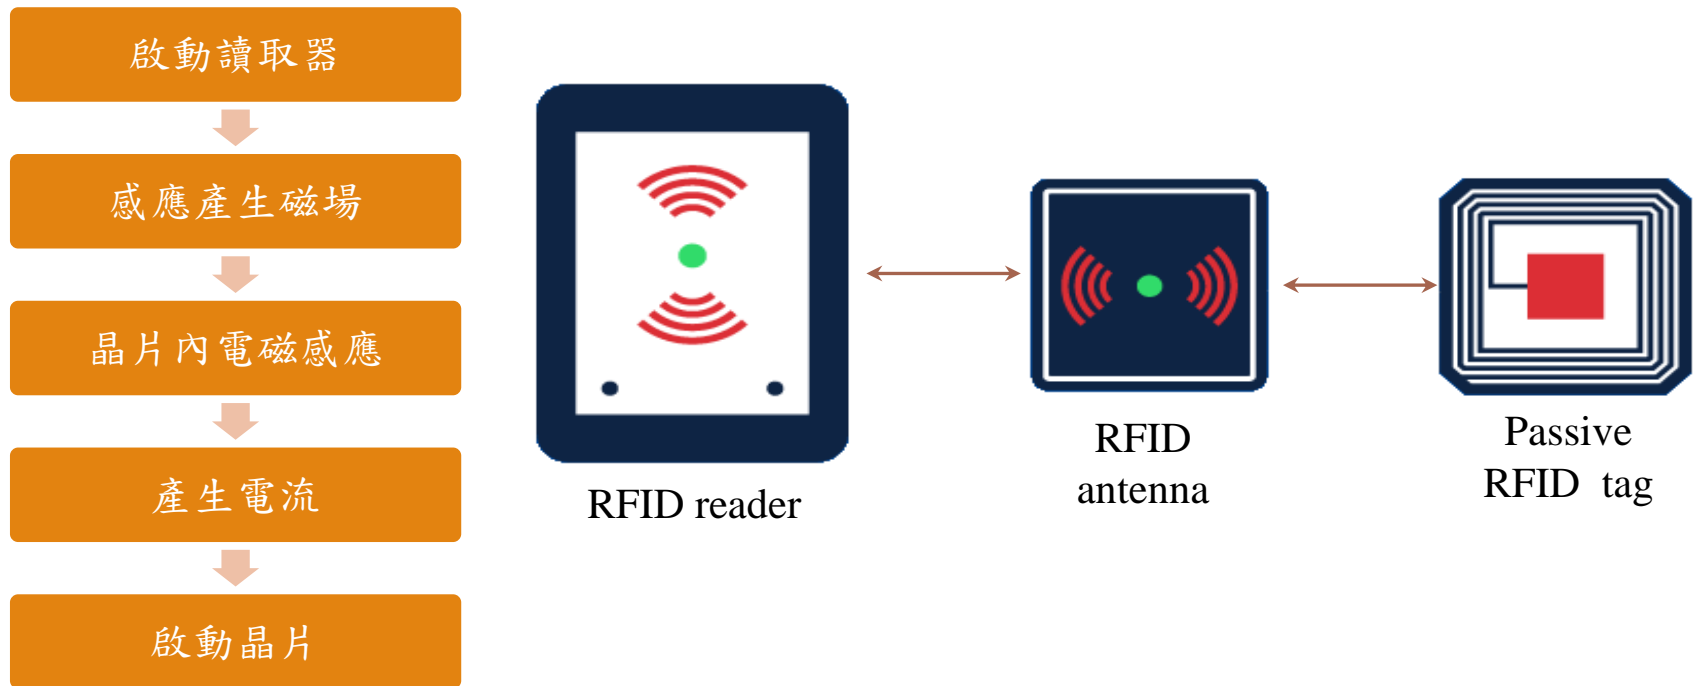 啟動讀取器
感應產生磁場
晶片內電磁感應
產生電流
啟動晶片
RFID reader
RFID
antenna
Passive
RFID tag